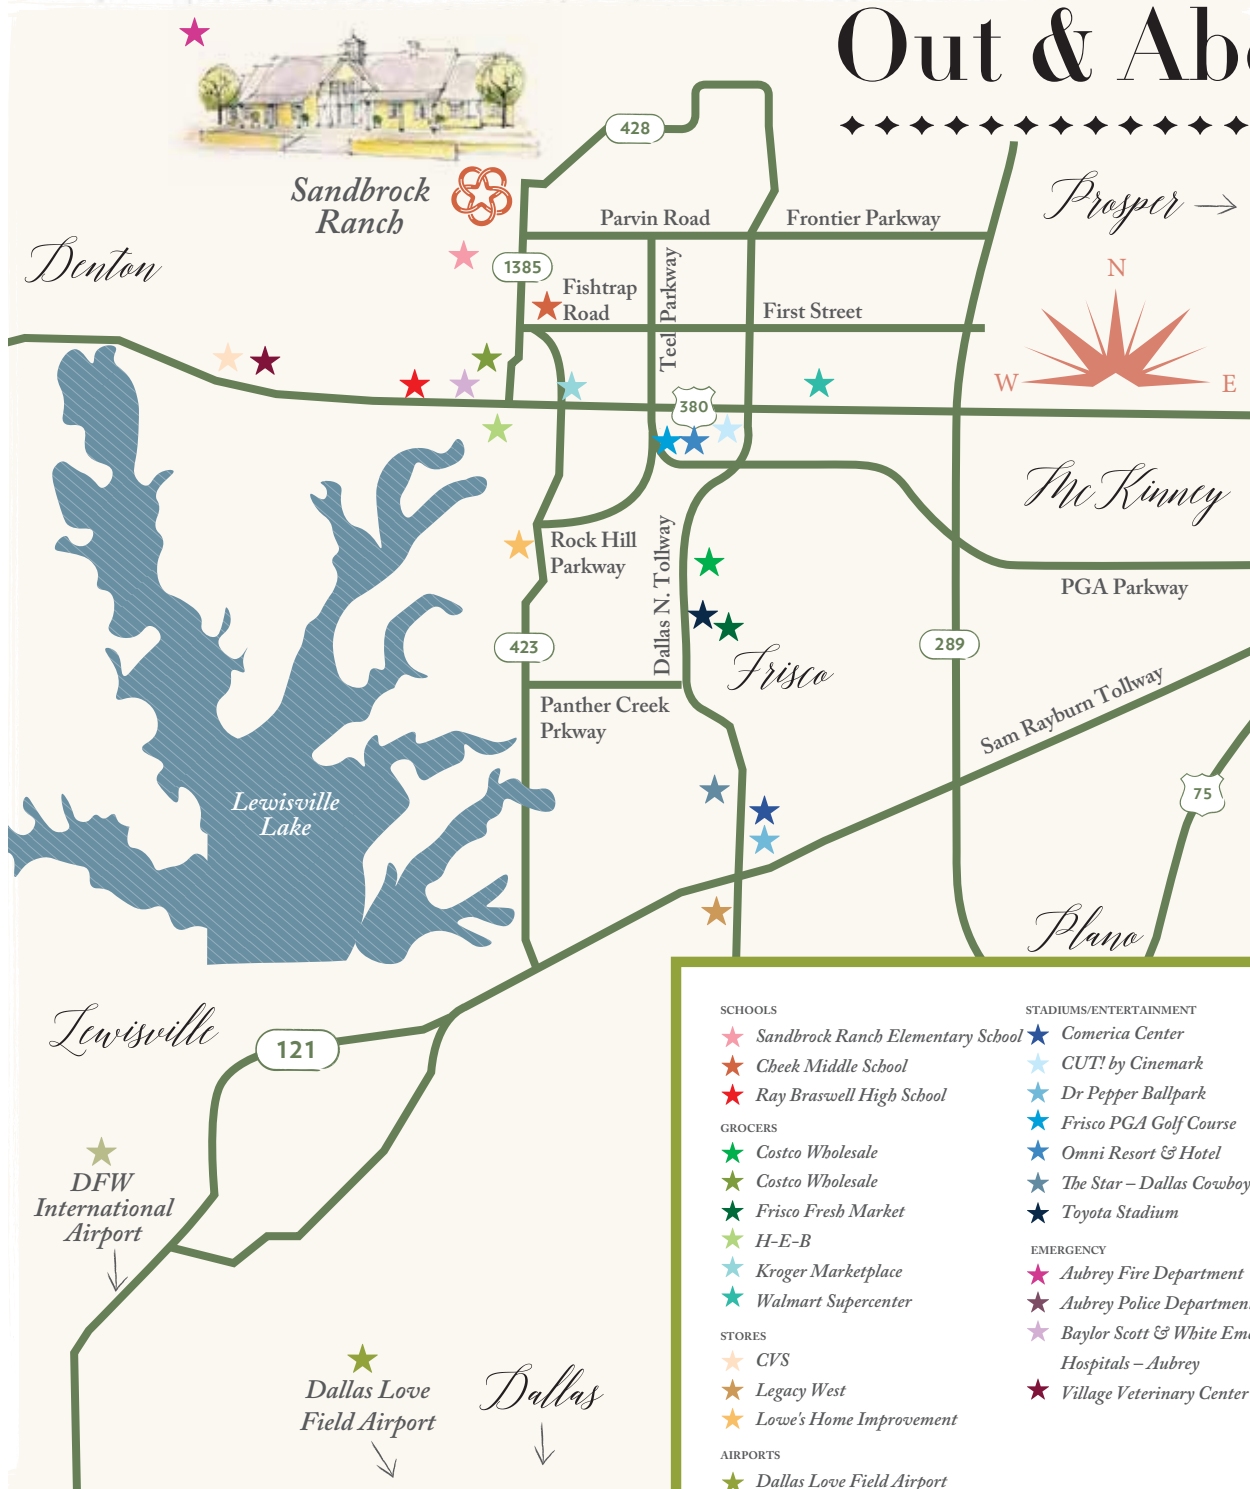 Out & Abo
428
Sandbrock
Ranch
Parvin Road
Frontier Parkway
Prosper
Denton
1385
Fishtrap
Road
Teel Parkway
First Street
N
W
E
380
McKinney
Rock Hill
Parkway
Dallas N. Tollway
PGA Parkway
423
289
Frisco
Panther Creek
Prkway
Sam Rayburn Tollway
75
Lewisville
Lake
Plano
Lewisville
121
DFW
International
Airport
Dallas Love
Field Airport
Dallas
SCHOOLS
Sandbrock Ranch Elementary School
Cheek Middle School
Ray Braswell High School
GROCERS
Costco Wholesale
Costco Wholesale
Frisco Fresh Market
H-E-B
Kroger Marketplace
Walmart Supercenter
STORES
CVS
Legacy West
Lowe's Home Improvement
AIRPORTS
Dallas Love Field Airport
STADIUMS/ENTERTAINMENT
Comerica Center
CUT! by Cinemark
Dr Pepper Ballpark
Frisco PGA Golf Course
Omni Resort & Hotel
The Star – Dallas Cowboy
Toyota Stadium
EMERGENCY
Aubrey Fire Department
Aubrey Police Department
Baylor Scott & White Eme
Hospitals – Aubrey
Village Veterinary Center